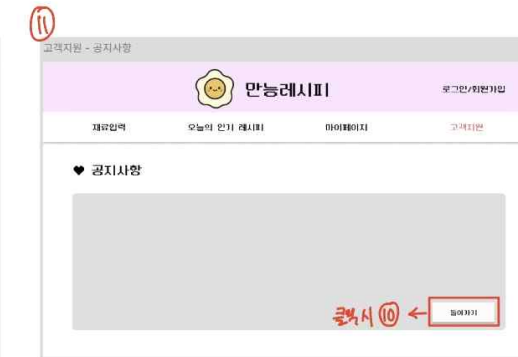 11
고객지원 - 공지사항
만능레시피
로그인/회원가입
재료입력 오늘의 인기 레시피 마이페이지 고객지원
♥ 공지사항
클릭시 10 ← 돌아가기